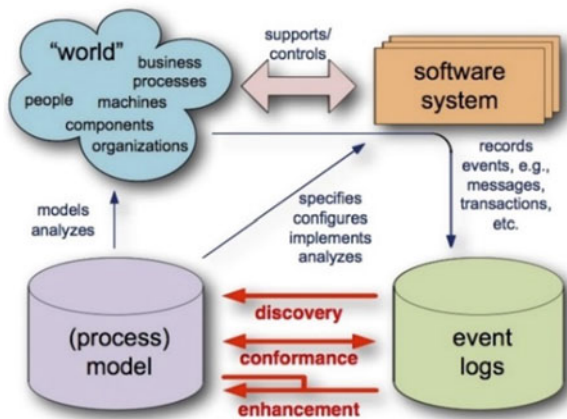 “world”
business
processes
people
machines
components
organizations
supports/
controls
software
system
records
events, e.g.,
messages,
transactions,
etc.
models
analyzes
specifies
configures
implements
analyzes
(process)
model
discovery
conformance
enhancement
event
logs